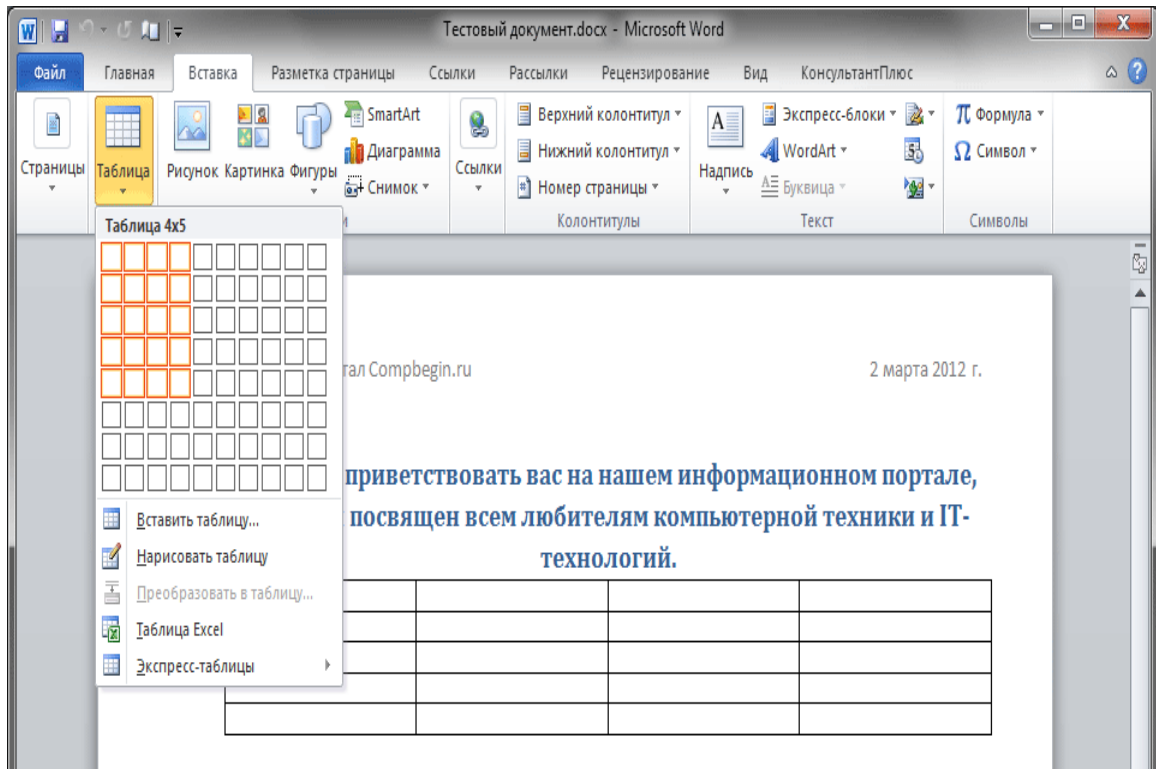 Тестовый документ.docx - Microsoft Word
Файл Главная Вставка Разметка страницы Ссылки Рассылки Рецензирование Вид КонсультантПлюс
Страницы
Таблица
Рисунок Картинка Фигуры
SmartArt
Диаграмма
Снимок
Ссылки
Верхний колонтитул
Нижний колонтитул
Номер страницы
Колонтитулы
Надпись
Экспресс-блоки
WordArt
Буквица
Текст
π Формула
Ω Символ
Символы
Таблица 4x5
Вставить таблицу...
Нарисовать таблицу
Преобразовать в таблицу...
Таблица Excel
Экспресс-таблицы
Compbegin.ru 2 марта 2012 г.
приветствовать вас на нашем информационном портале,
посвящен всем любителям компьютерной техники и IT-
технологий.